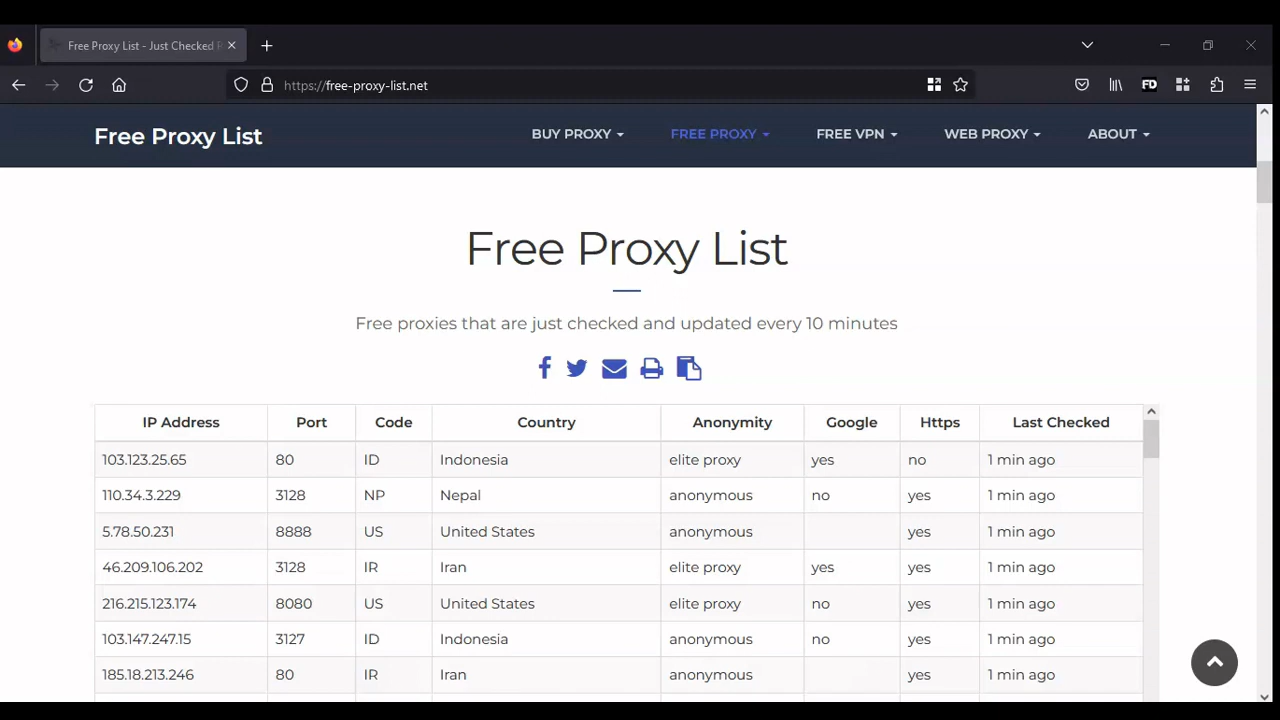 Free Proxy List - Just Checked P
https://free-proxy-list.net
FD
Free Proxy List
BUY PROXY FREE PROXY FREE VPN WEB PROXY ABOUT
Free Proxy List
Free proxies that are just checked and updated every 10 minutes
IP Address Port Code Country Anonymity Google Https Last Checked
103.123.25.65 80 ID Indonesia elite proxy yes no 1 min ago
110.34.3.229 3128 NP Nepal anonymous no yes 1 min ago
5.78.50.231 8888 US United States anonymous yes 1 min ago
46.209.106.202 3128 IR Iran elite proxy yes yes 1 min ago
216.215.123.174 8080 US United States elite proxy no yes 1 min ago
103.147.247.15 3127 ID Indonesia anonymous no yes 1 min ago
185.18.213.246 80 IR Iran anonymous yes 1 min ago